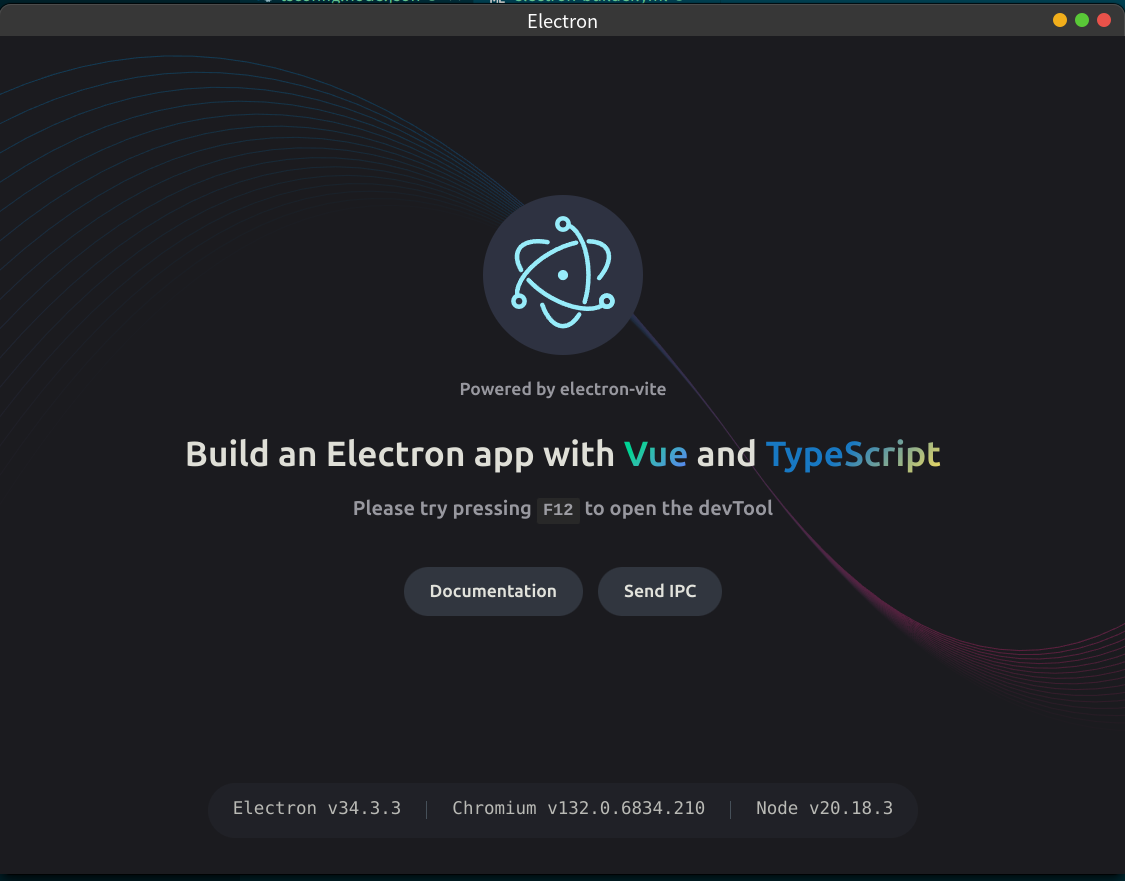 Electron
Powered by electron-vite
Build an Electron app with Vue and TypeScript
Please try pressing F12 to open the devTool
Documentation
Send IPC
Electron v34.3.3
Chromium v132.0.6834.210
Node v20.18.3